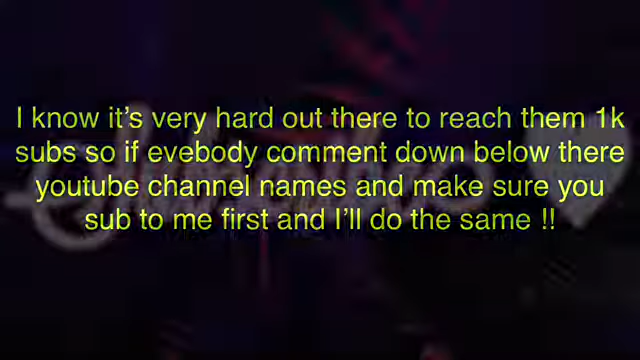 I know it's very hard out there to reach them 1k
subs so if evebody comment down below there
youtube channel names and make sure you
sub to me first and I'll do the same !!